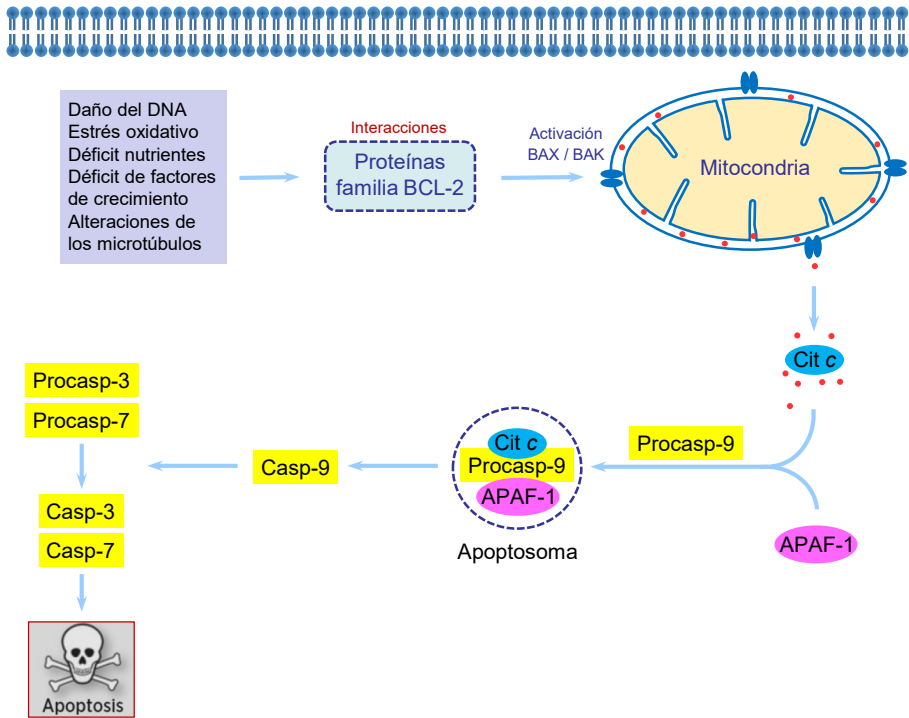 Daño del DNA
Estrés oxidativo
Déficit nutrientes
Déficit de factores
de crecimiento
Alteraciones de
los microtúbulos
Interacciones
Proteínas
familia BCL-2
Activación
BAX / BAK
Mitocondria
Cit c
Procasp-9
APAF-1
Cit c
Procasp-9
APAF-1
Apoptosoma
Casp-9
Procasp-3
Procasp-7
Casp-3
Casp-7
Apoptosis